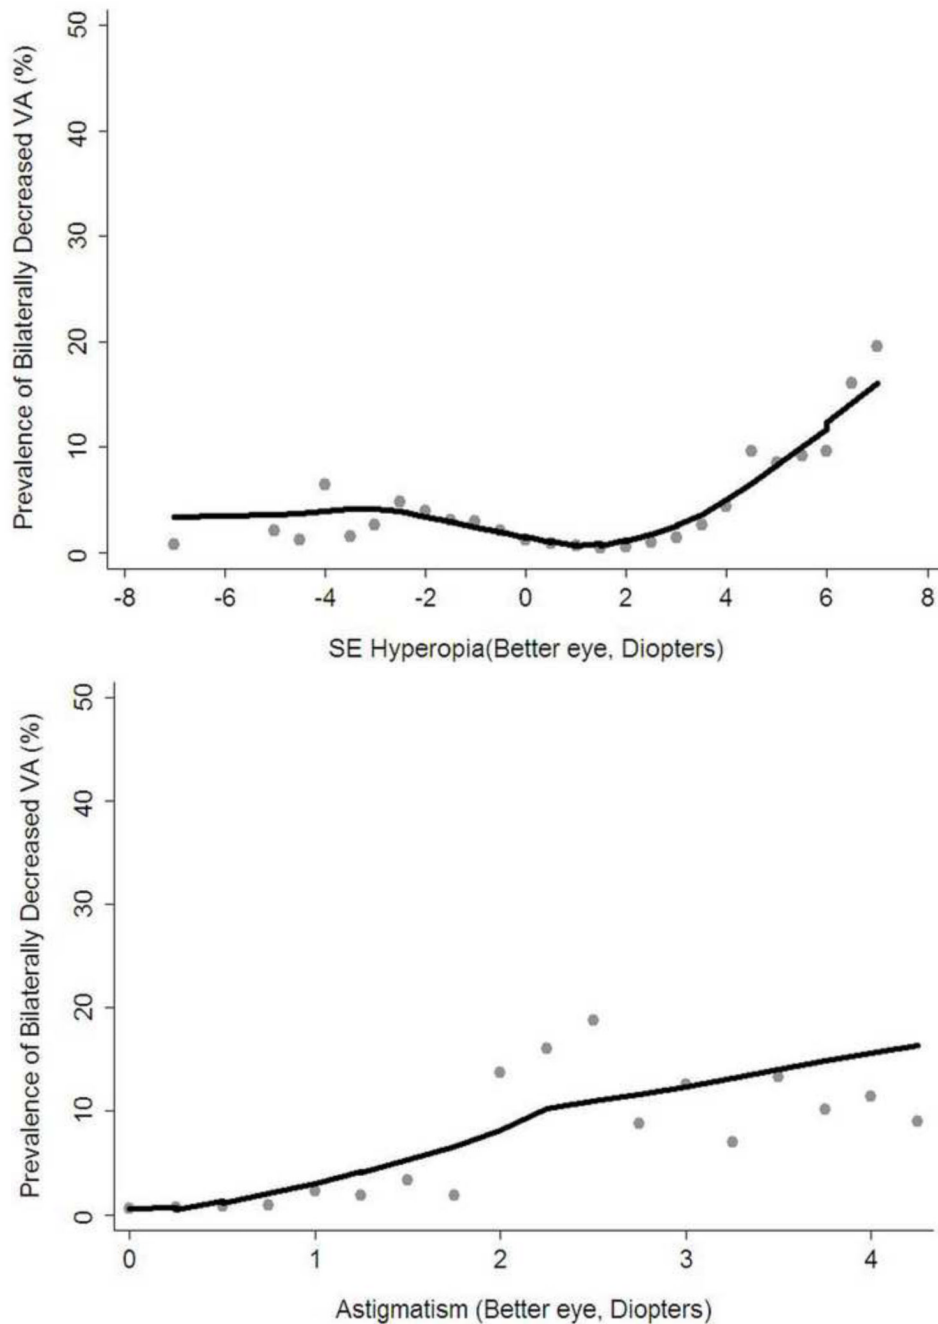 Prevalence of Bilaterally Decreased VA (%)
50
40
30
20
10
0
-8 -6 -4 -2 0 2 4 6 8
SE Hyperopia(Better eye, Diopters)
Prevalence of Bilaterally Decreased VA (%)
50
40
30
20
10
0
0 1 2 3 4
Astigmatism (Better eye, Diopters)